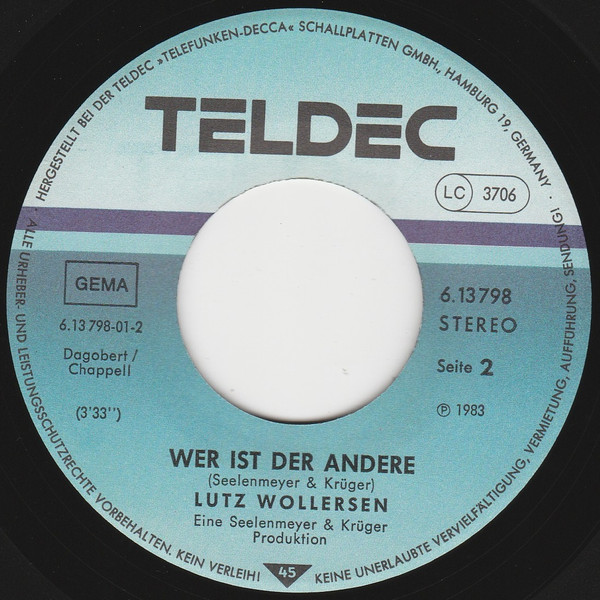 HERGESTELLT BEI DER TELDEC »TELEFUNKEN-DECCA« SCHALLPLATTEN GMBH., HAMBURG 19, GERMANY ·
TELDEC
LC 3706
GEMA
6.13 798-01-2
Dagobert /
Chappell
(3'33'')
6.13798
STEREO
Seite 2
℗ 1983
WER IST DER ANDERE
(Seelenmeyer & Krüger)
LUTZ WOLLERSEN
Eine Seelenmeyer & Krüger
Produktion
· ALLE URHEBER- UND LEISTUNGSSCHUTZRECHTE VORBEHALTEN. KEIN VERLEIH! KEINE UNERLAUBTE VERVIELFÄLTIGUNG, VERMIETUNG, AUFFÜHRUNG, SENDUNG!
45